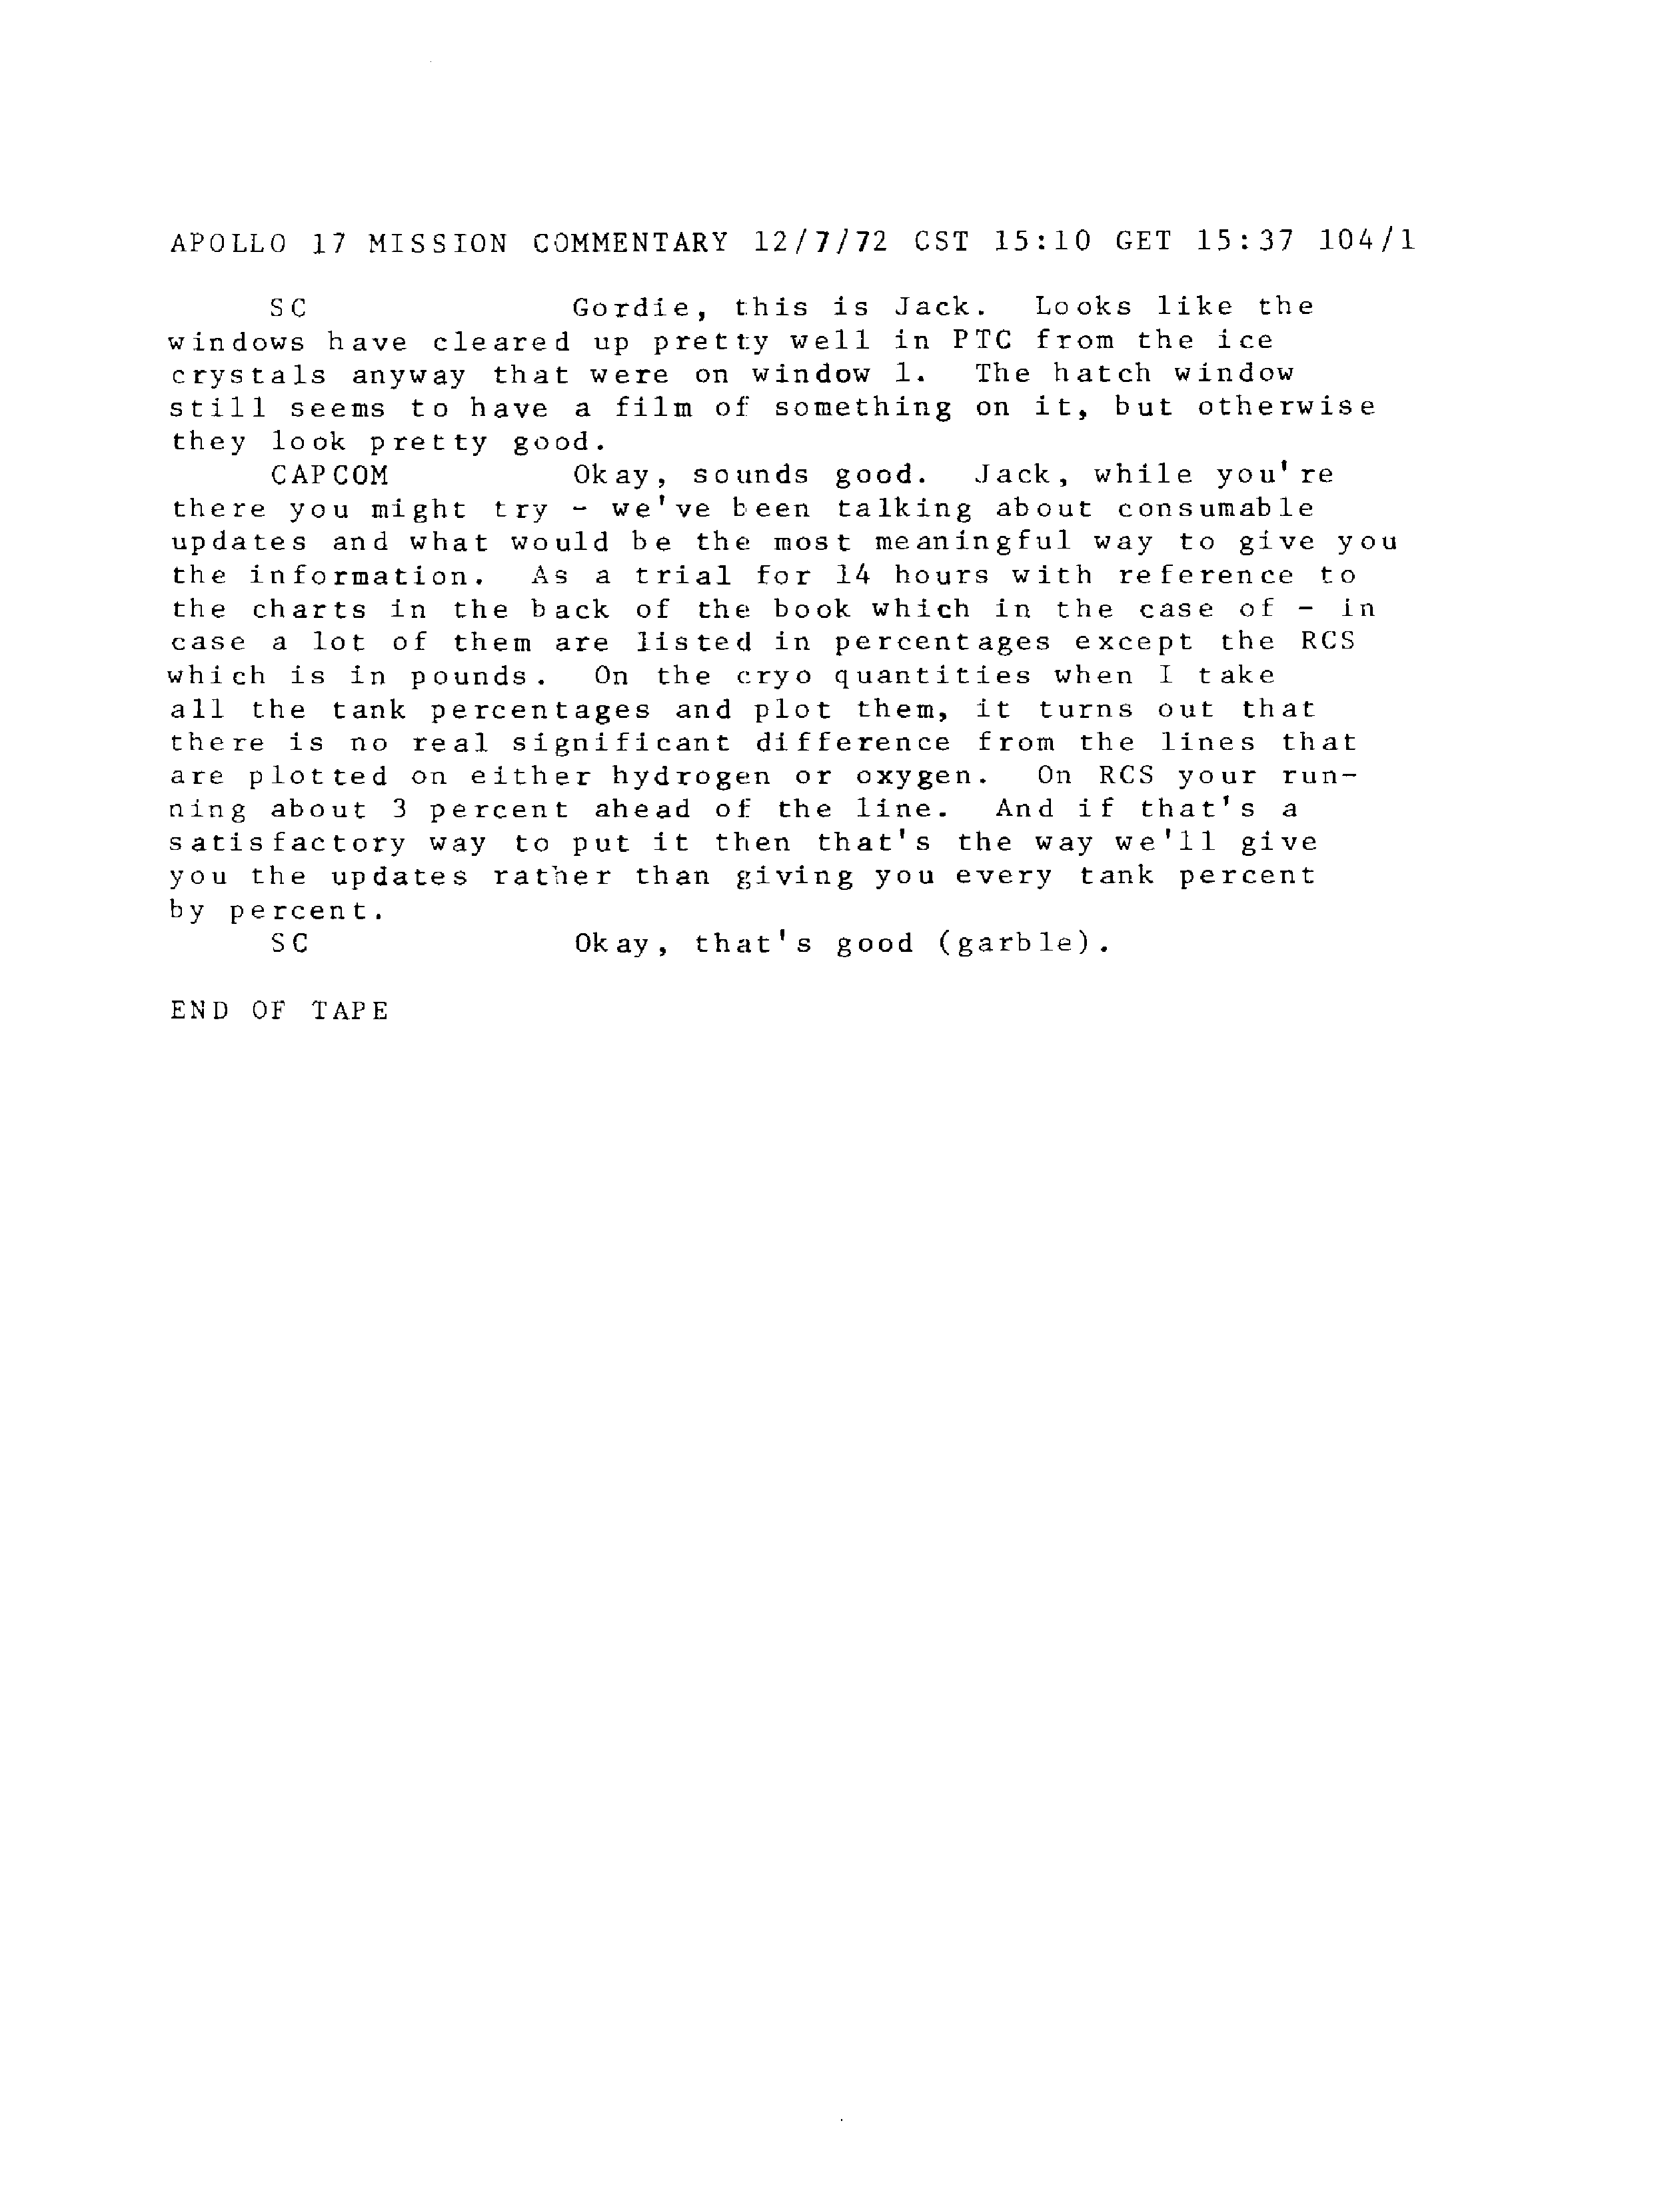 APOLLO 17 MISSION COMMENTARY 12/7/72 CST 15:10 GET 15:37 104/1
SC Gordie, this is Jack. Looks like the
windows have cleared up pretty well in PTC from the ice
crystals anyway that were on window 1. The hatch window
still seems to have a film of something on it, but otherwise
they look pretty good.
CAPCOM Okay, sounds good. Jack, while you're
there you might try - we've been talking about consumable
updates and what would be the most meaningful way to give you
the information. As a trial for 14 hours with reference to
the charts in the back of the book which in the case of - in
case a lot of them are listed in percentages except the RCS
which is in pounds. On the cryo quantities when I take
all the tank percentages and plot them, it turns out that
there is no real significant difference from the lines that
are plotted on either hydrogen or oxygen. On RCS your run-
ning about 3 percent ahead of the line. And if that's a
satisfactory way to put it then that's the way we'll give
you the updates rather than giving you every tank percent
by percent.
SC Okay, that's good (garble).
END OF TAPE